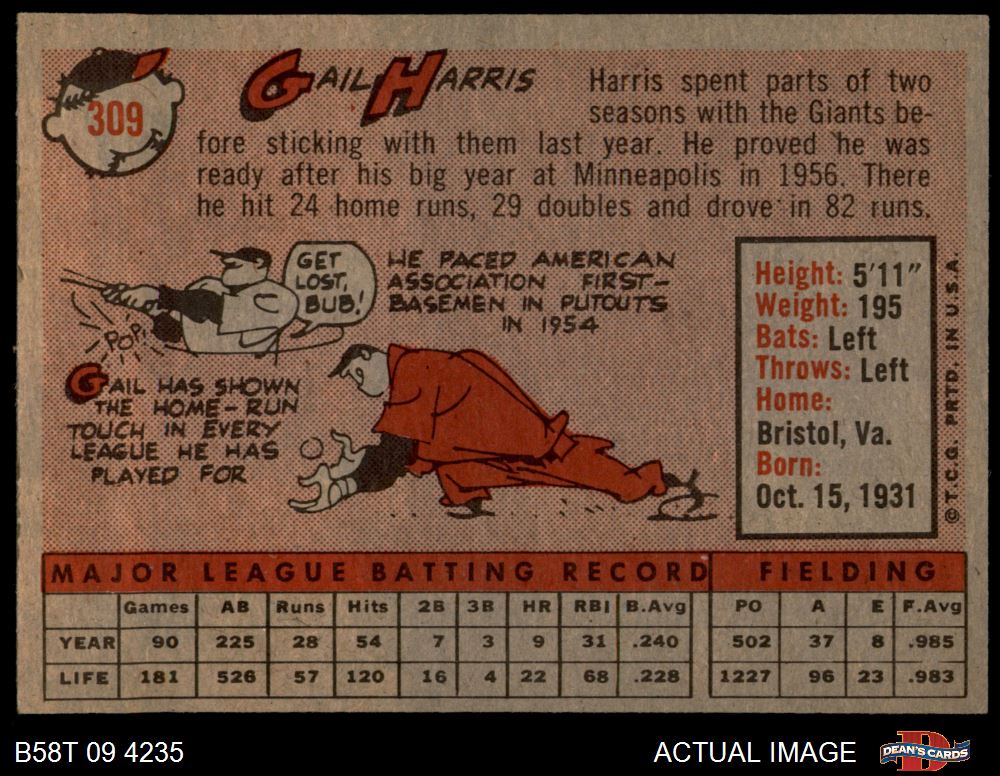 309
GAIL HARRIS
Harris spent parts of two
seasons with the Giants be-
fore sticking with them last year. He proved he was
ready after his big year at Minneapolis in 1956. There
he hit 24 home runs, 29 doubles and drove in 82 runs.
GET
LOST,
BUB!
POP!
HE PACED AMERICAN
ASSOCIATION FIRST-
BASEMEN IN PUTOUTS
IN 1954
GAIL HAS SHOWN
THE HOME-RUN
TOUCH IN EVERY
LEAGUE HE HAS
PLAYED FOR
Height: 5'11"
Weight: 195
Bats: Left
Throws: Left
Home:
Bristol, Va.
Born:
Oct. 15, 1931
©T.C.G. PRTD. IN U.S.A.
MAJOR LEAGUE BATTING RECORD FIELDING
Games AB Runs Hits 2B 3B HR RBI B.Avg PO A E F.Avg
YEAR 90 225 28 54 7 3 9 31 .240 502 37 8 .985
LIFE 181 526 57 120 16 4 22 68 .228 1227 96 23 .983
B58T 09 4235
ACTUAL IMAGE
D
DEAN'S CARDS